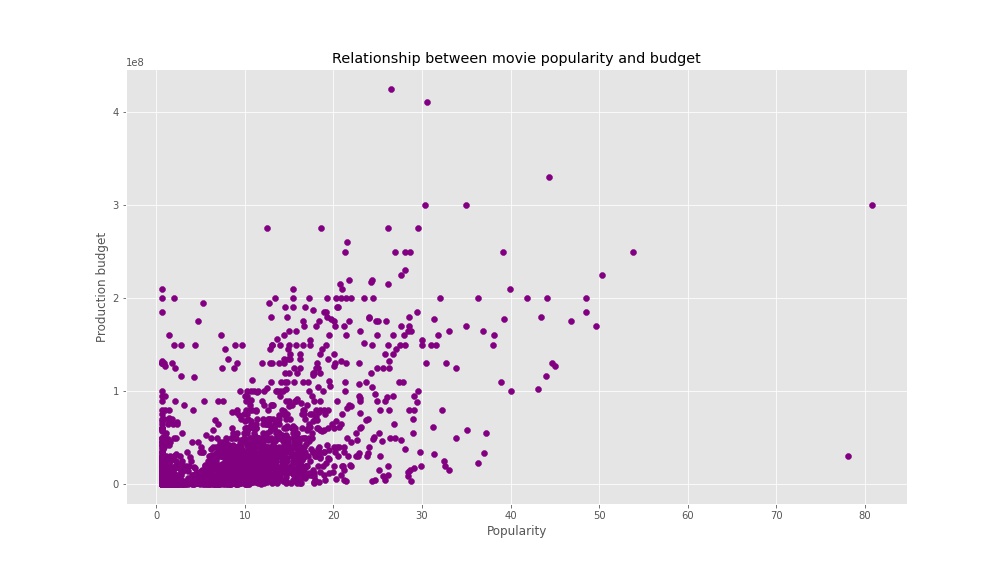 Relationship between movie popularity and budget
1e8
4
3
2
1
0
Production budget
0 10 20 30 40 50 60 70 80
Popularity